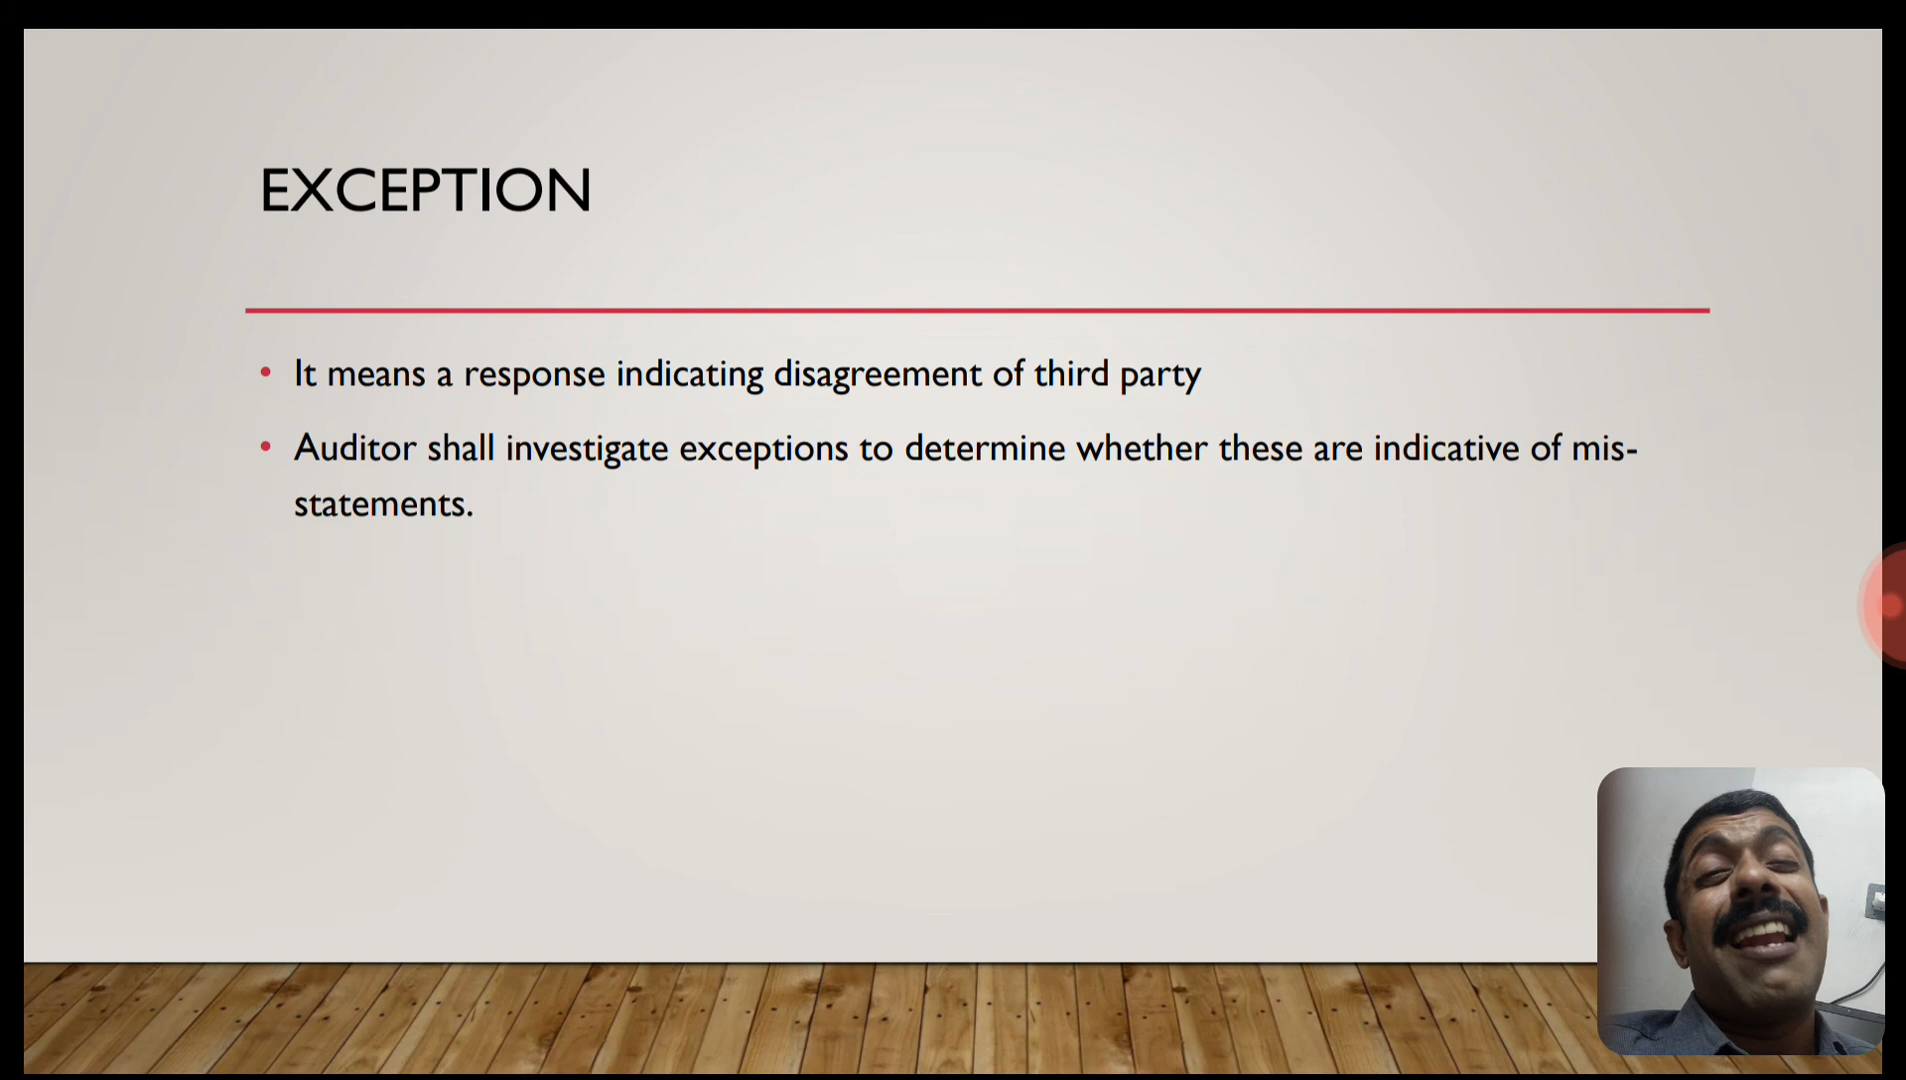 EXCEPTION
• It means a response indicating disagreement of third party
• Auditor shall investigate exceptions to determine whether these are indicative of mis-
statements.